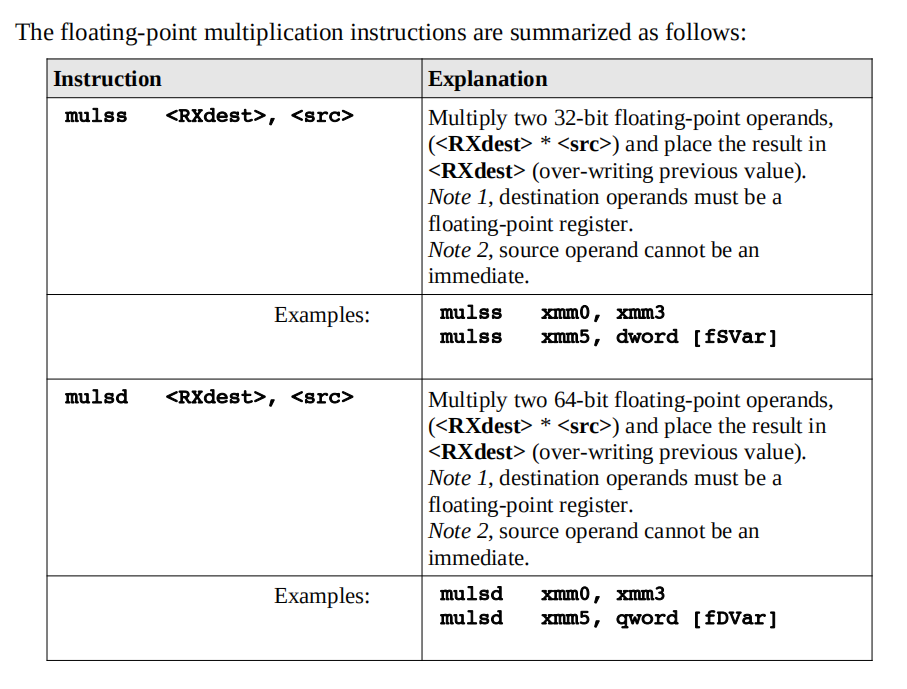 The floating-point multiplication instructions are summarized as follows:
Instruction Explanation
mulss <RXdest>, <src>
Multiply two 32-bit floating-point operands,
(<RXdest> * <src>) and place the result in
<RXdest> (over-writing previous value).
Note 1, destination operands must be a
floating-point register.
Note 2, source operand cannot be an
immediate.
Examples:
mulss xmm0, xmm3
mulss xmm5, dword [fSVar]
mulsd <RXdest>, <src>
Multiply two 64-bit floating-point operands,
(<RXdest> * <src>) and place the result in
<RXdest> (over-writing previous value).
Note 1, destination operands must be a
floating-point register.
Note 2, source operand cannot be an
immediate.
Examples:
mulsd xmm0, xmm3
mulsd xmm5, qword [fDVar]